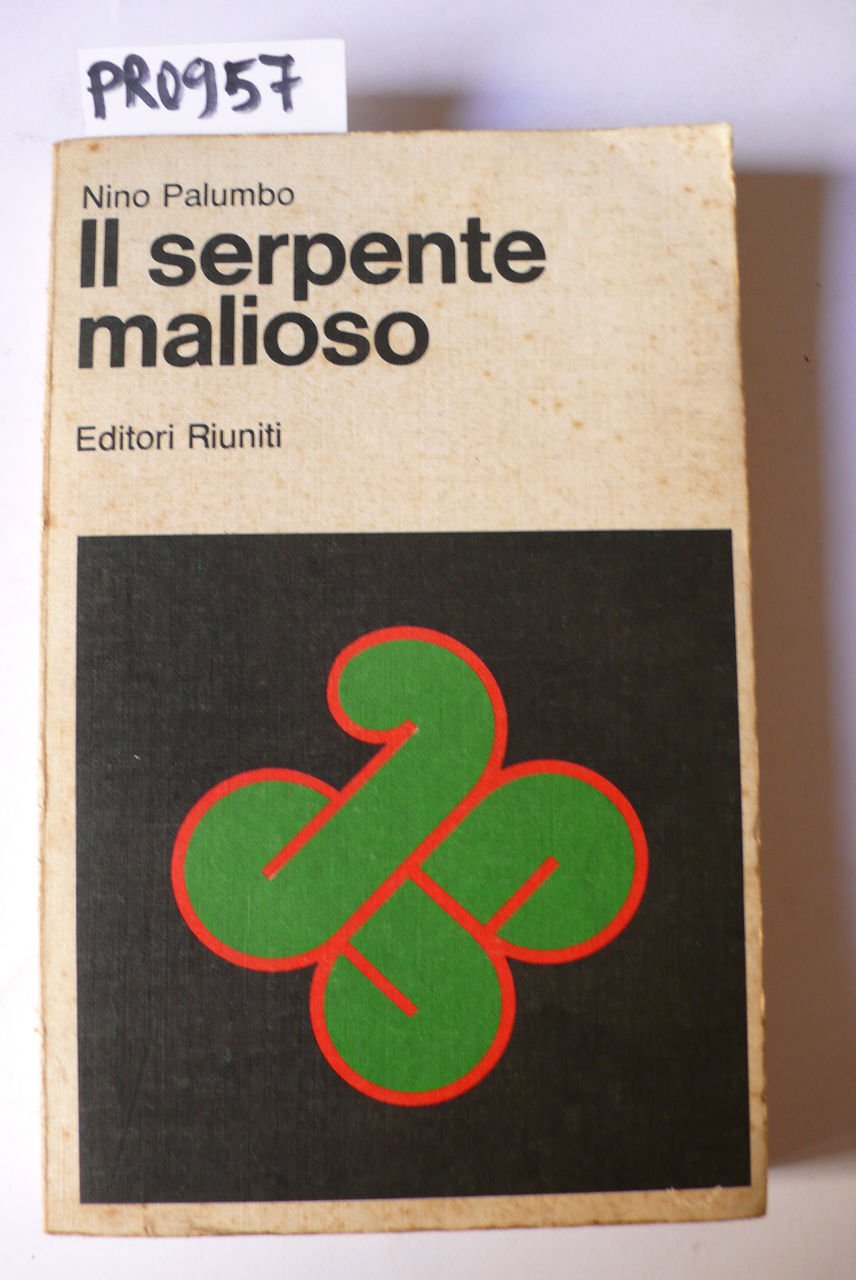 PR0957
Nino Palumbo
Il serpente
malioso
Editori Riuniti